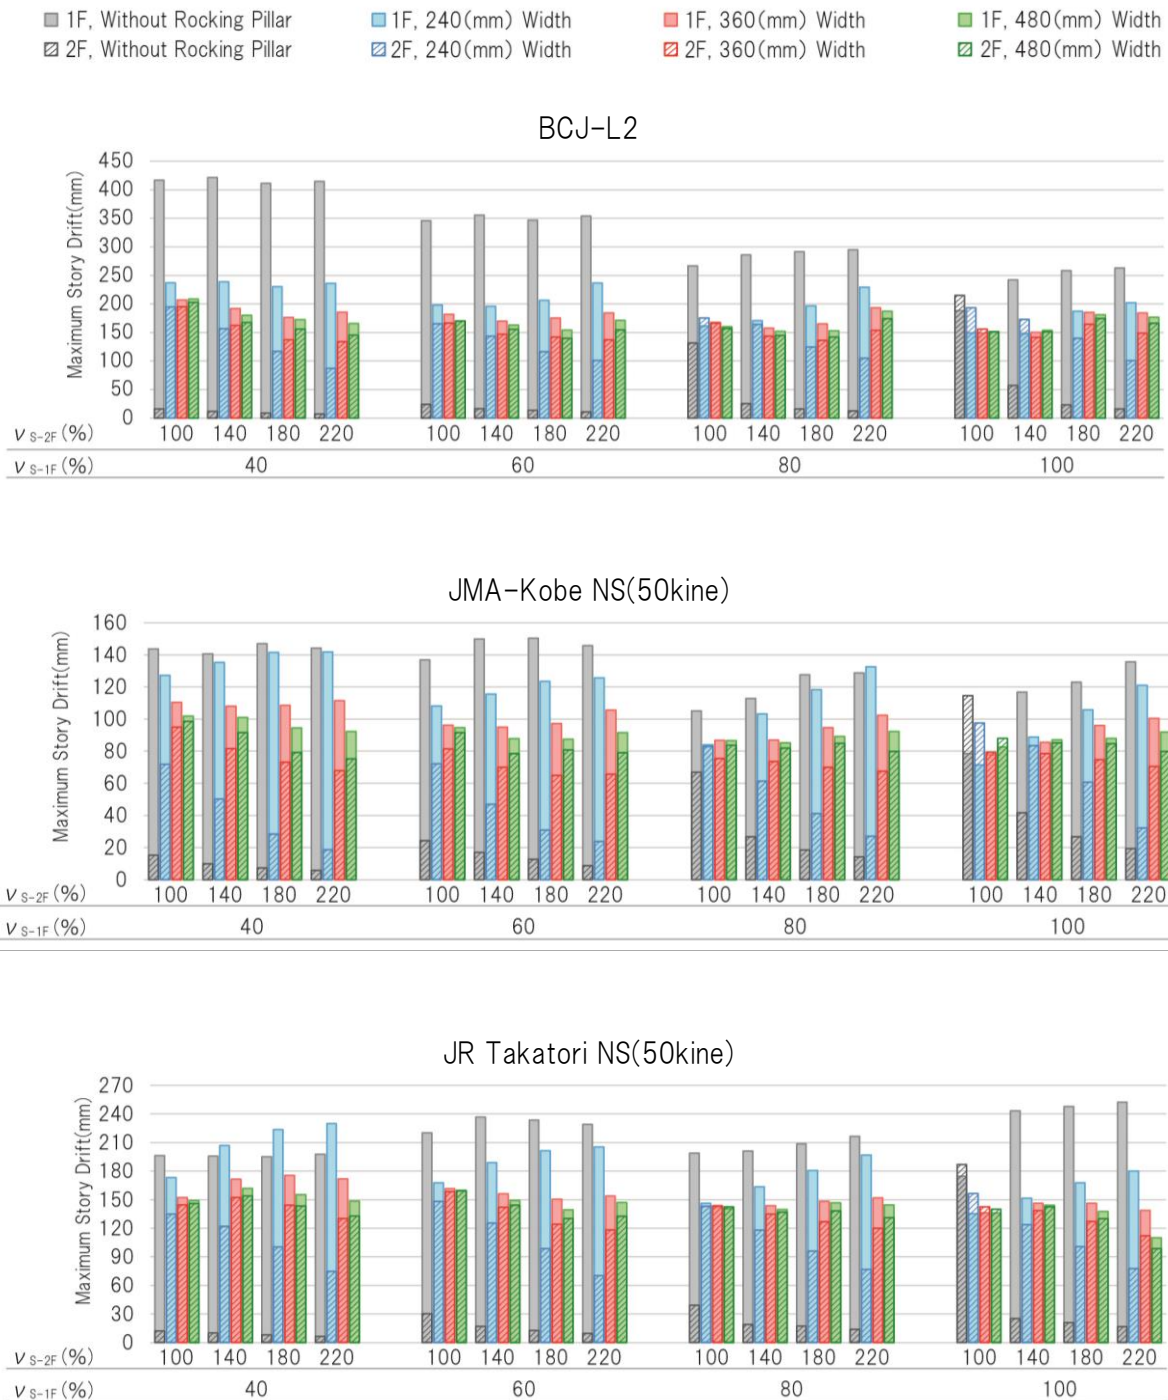 1F, Without Rocking Pillar 1F, 240(mm) Width 1F, 360(mm) Width 1F, 480(mm) Width
2F, Without Rocking Pillar 2F, 240(mm) Width 2F, 360(mm) Width 2F, 480(mm) Width
BCJ-L2
Maximum Story Drift(mm)
450
400
350
300
250
200
150
100
50
0
ν S-2F (%) 100 140 180 220 100 140 180 220 100 140 180 220 100 140 180 220
ν S-1F (%) 40 60 80 100
JMA-Kobe NS(50kine)
Maximum Story Drift(mm)
160
140
120
100
80
60
40
20
0
ν S-2F (%) 100 140 180 220 100 140 180 220 100 140 180 220 100 140 180 220
ν S-1F (%) 40 60 80 100
JR Takatori NS(50kine)
Maximum Story Drift(mm)
270
240
210
180
150
120
90
60
30
0
ν S-2F (%) 100 140 180 220 100 140 180 220 100 140 180 220 100 140 180 220
ν S-1F (%) 40 60 80 100